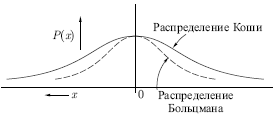 Распределение Коши
P(x)
x
0
Распределение
Больцмана